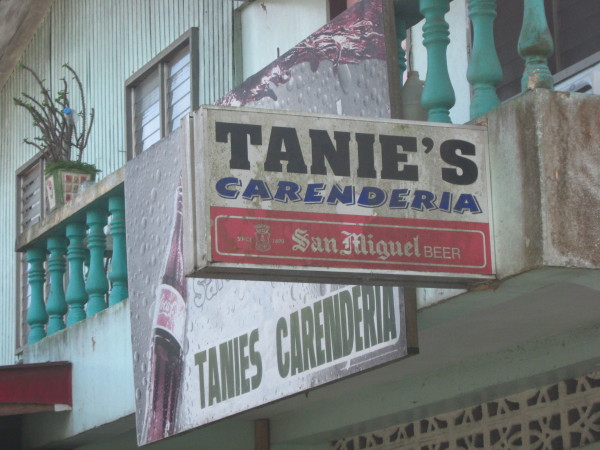 TANIE'S
CARENDERIA
San Miguel BEER
TANIES CARENDERIA